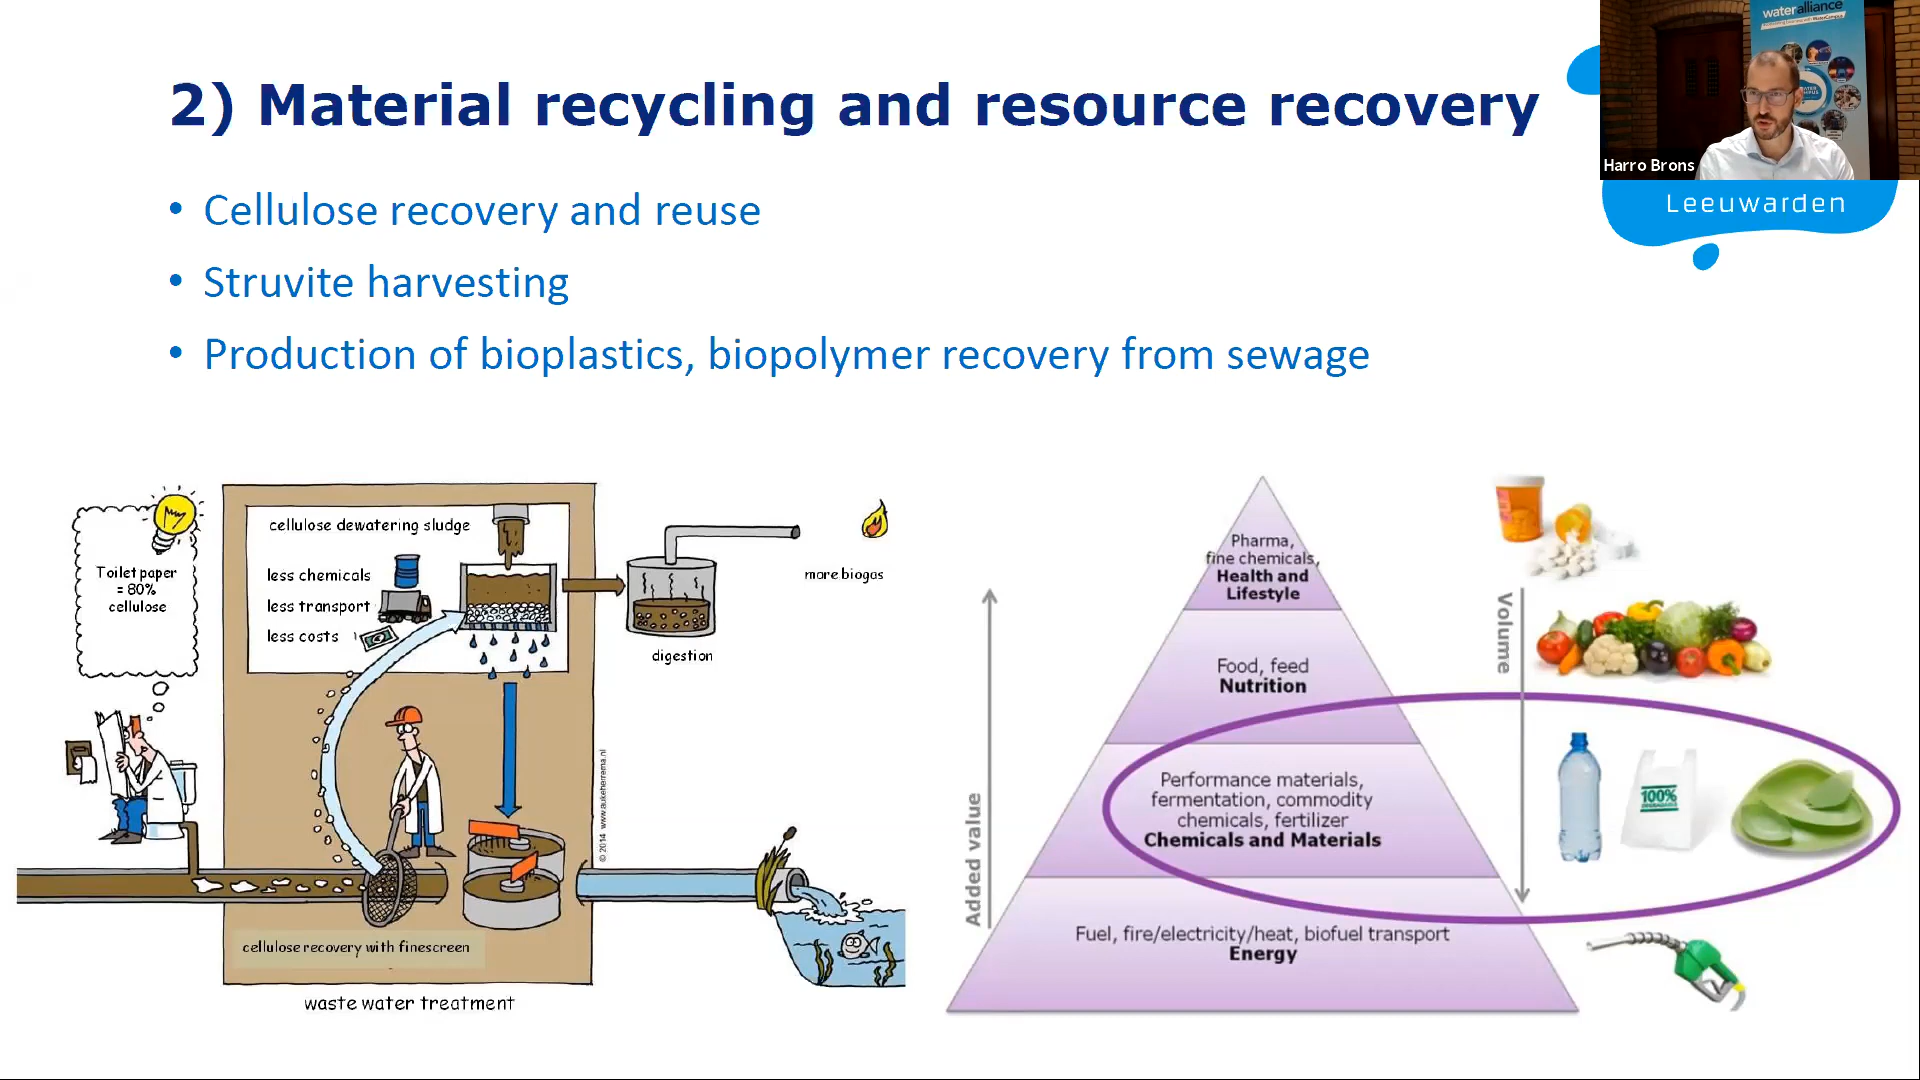 2) Material recycling and resource recovery
wateralliance
Harro Brons
Leeuwarden
• Cellulose recovery and reuse
• Struvite harvesting
• Production of bioplastics, biopolymer recovery from sewage
Toilet paper
= 80%
cellulose
cellulose dewatering sludge
less chemicals
less transport
less costs
more biogas
digestion
© 2014 www.aukeherrema.nl
cellulose recovery with finescreen
waste water treatment
Added value
Pharma,
fine chemicals,
Health and
Lifestyle
Food, feed
Nutrition
Performance materials,
fermentation, commodity
chemicals, fertilizer
Chemicals and Materials
Fuel, fire/electricity/heat, biofuel transport
Energy
Volume
100%